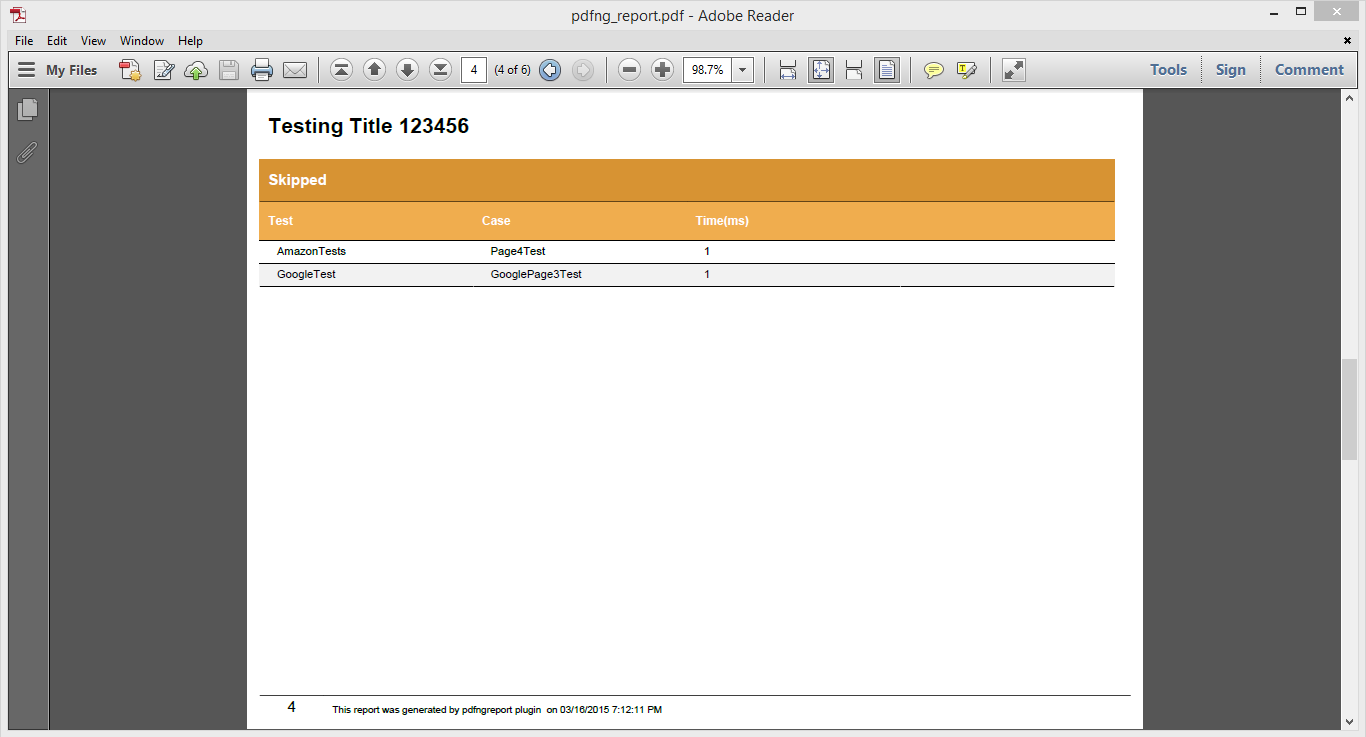 pdfng_report.pdf - Adobe Reader
File Edit View Window Help
My Files 4 (4 of 6) 98.7% Tools Sign Comment
Testing Title 123456
Skipped
Test Case Time(ms)
AmazonTests Page4Test 1
GoogleTest GooglePage3Test 1
4 This report was generated by pdfngreport plugin on 03/16/2015 7:12:11 PM